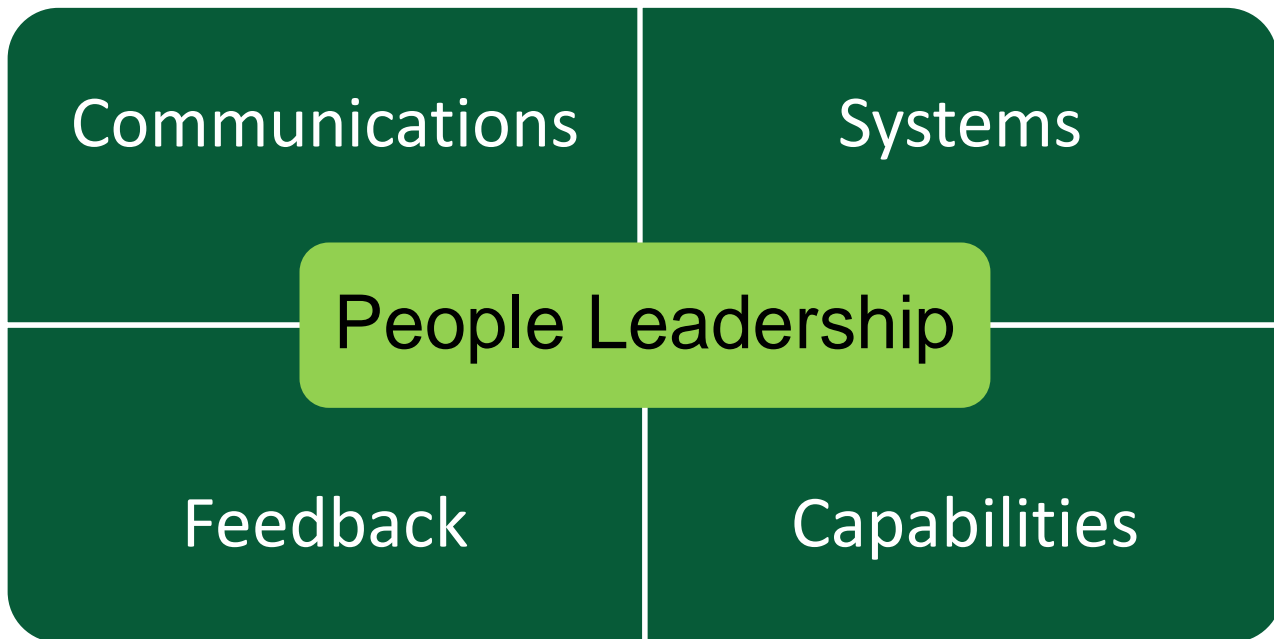 Communications
Systems
People Leadership
Feedback
Capabilities